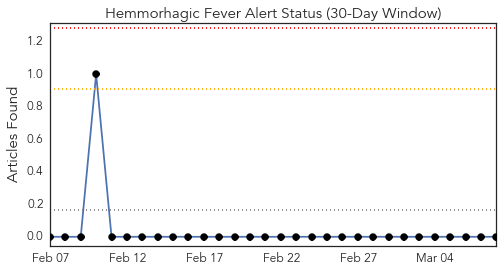 Hemmorhagic Fever Alert Status (30-Day Window)
Articles Found
1.2
1.0
0.8
0.6
0.4
0.2
0.0
Feb 07 Feb 12 Feb 17 Feb 22 Feb 27 Mar 04